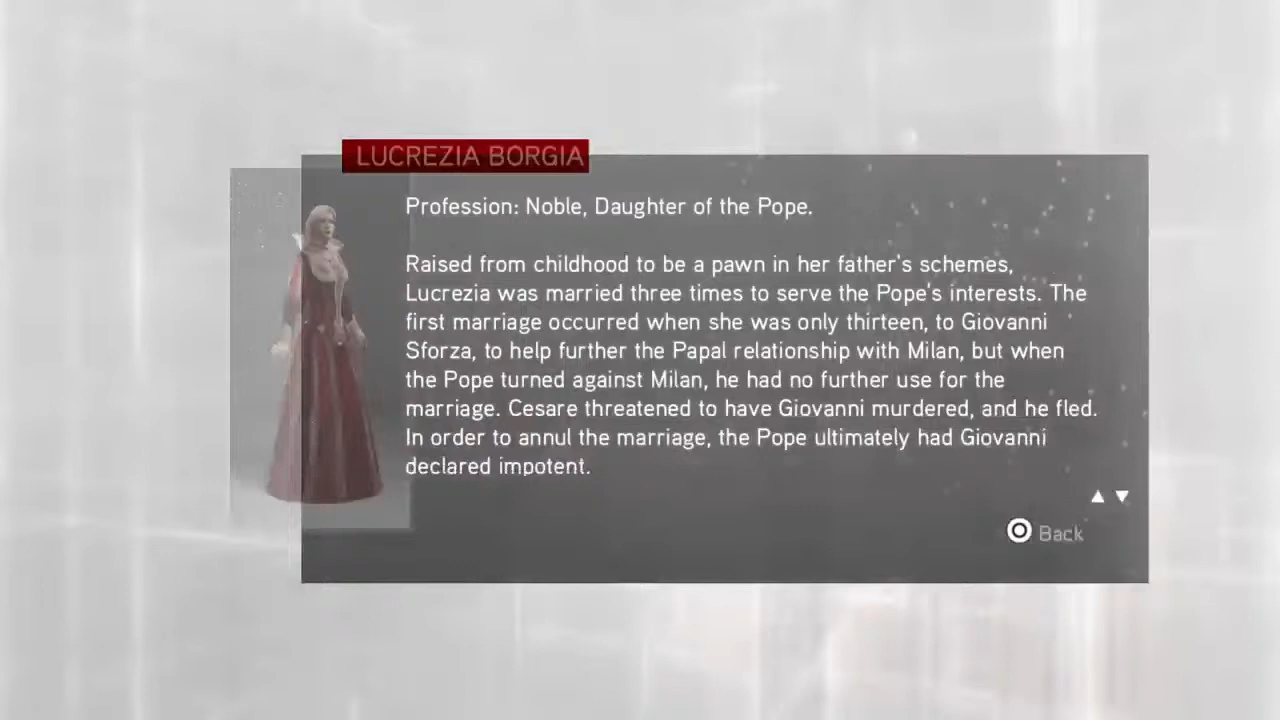 LUCREZIA BORGIA
Profession: Noble, Daughter of the Pope.
Raised from childhood to be a pawn in her father's schemes,
Lucrezia was married three times to serve the Pope's interests. The
first marriage occurred when she was only thirteen, to Giovanni
Sforza, to help further the Papal relationship with Milan, but when
the Pope turned against Milan, he had no further use for the
marriage. Cesare threatened to have Giovanni murdered, and he fled.
In order to annul the marriage, the Pope ultimately had Giovanni
declared impotent.
Back